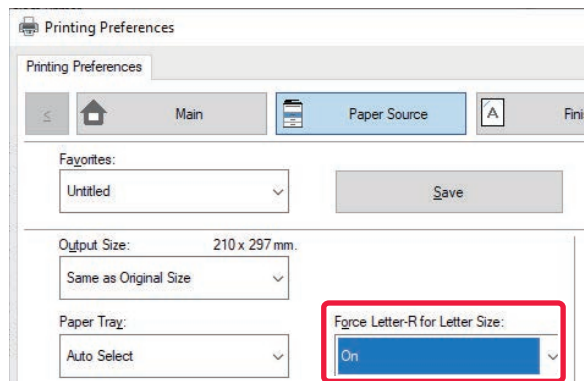 Printing Preferences
Printing Preferences
< Main Paper Source Fini
Favorites:
Untitled Save
Output Size: 210 x 297 mm.
Same as Original Size
Paper Tray: Force Letter-R for Letter Size:
Auto Select On